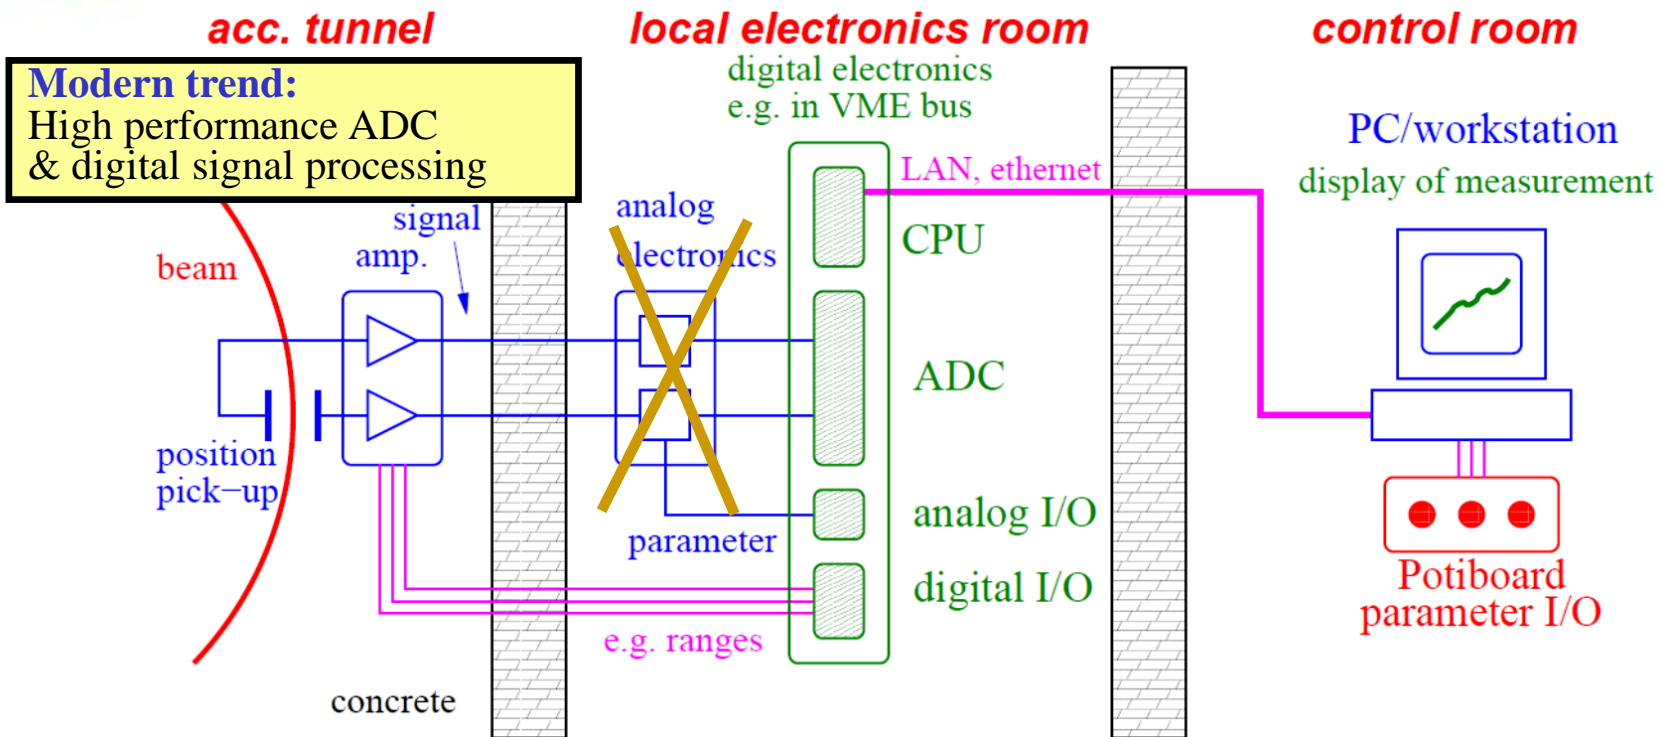 acc. tunnel
local electronics room
control room
Modern trend:
High performance ADC
& digital signal processing
digital electronics
e.g. in VME bus
PC/workstation
display of measurement
LAN, ethernet
signal
amp.
analog
electronics
beam
CPU
ADC
position
pick−up
parameter
analog I/O
digital I/O
e.g. ranges
Potiboard
parameter I/O
concrete